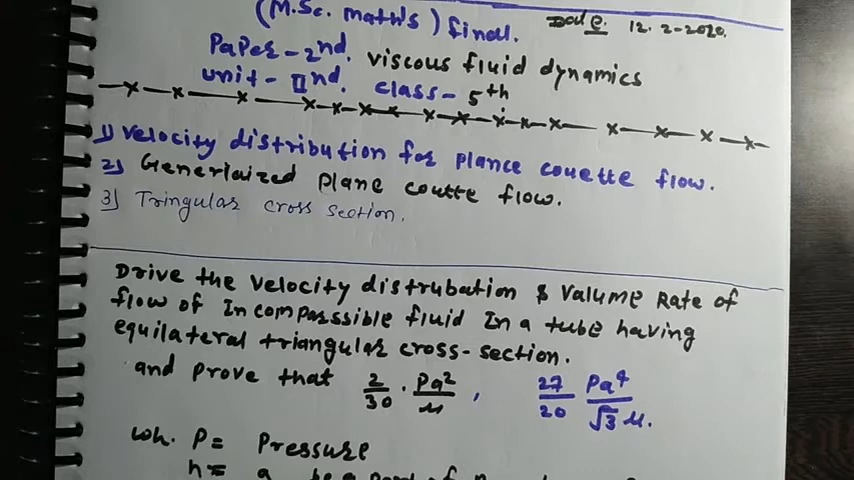 (M.Sc. Maths) final. Date. 12.2-2020.
Paper-2nd. viscous fluid dynamics
unit-IInd. class-5th
1) velocity distribution for plance couette flow.
2) Generlaized plane coutte flow.
3) Tringular cross section.
Drive the velocity distrubation & Valume Rate of
flow of Incomparssible fluid In a tube having
equilateral triangular cross-section.
and prove that 2/30 . Pa²/μ , 27/20 Pa⁴/√3 μ.
wh. P= Pressure